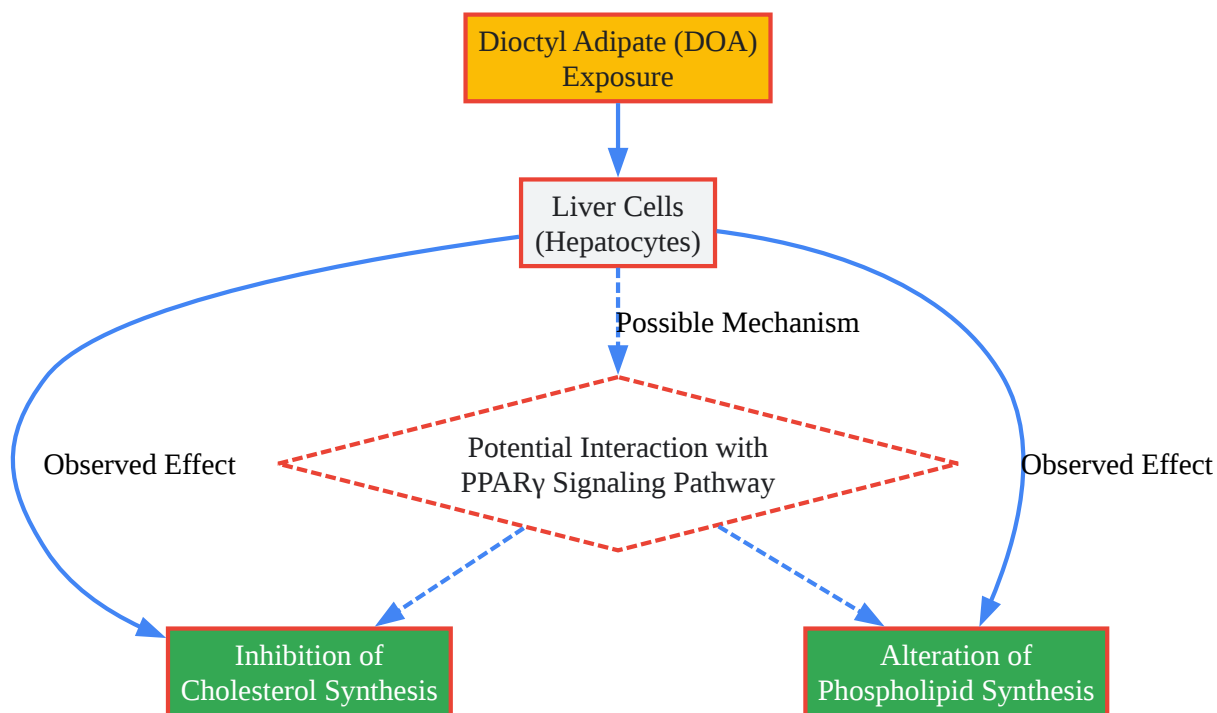 Dioctyl Adipate (DOA)
Exposure
Liver Cells
(Hepatocytes)
Possible Mechanism
Potential Interaction with
PPARγ Signaling Pathway
Observed Effect
Observed Effect
Inhibition of
Cholesterol Synthesis
Alteration of
Phospholipid Synthesis